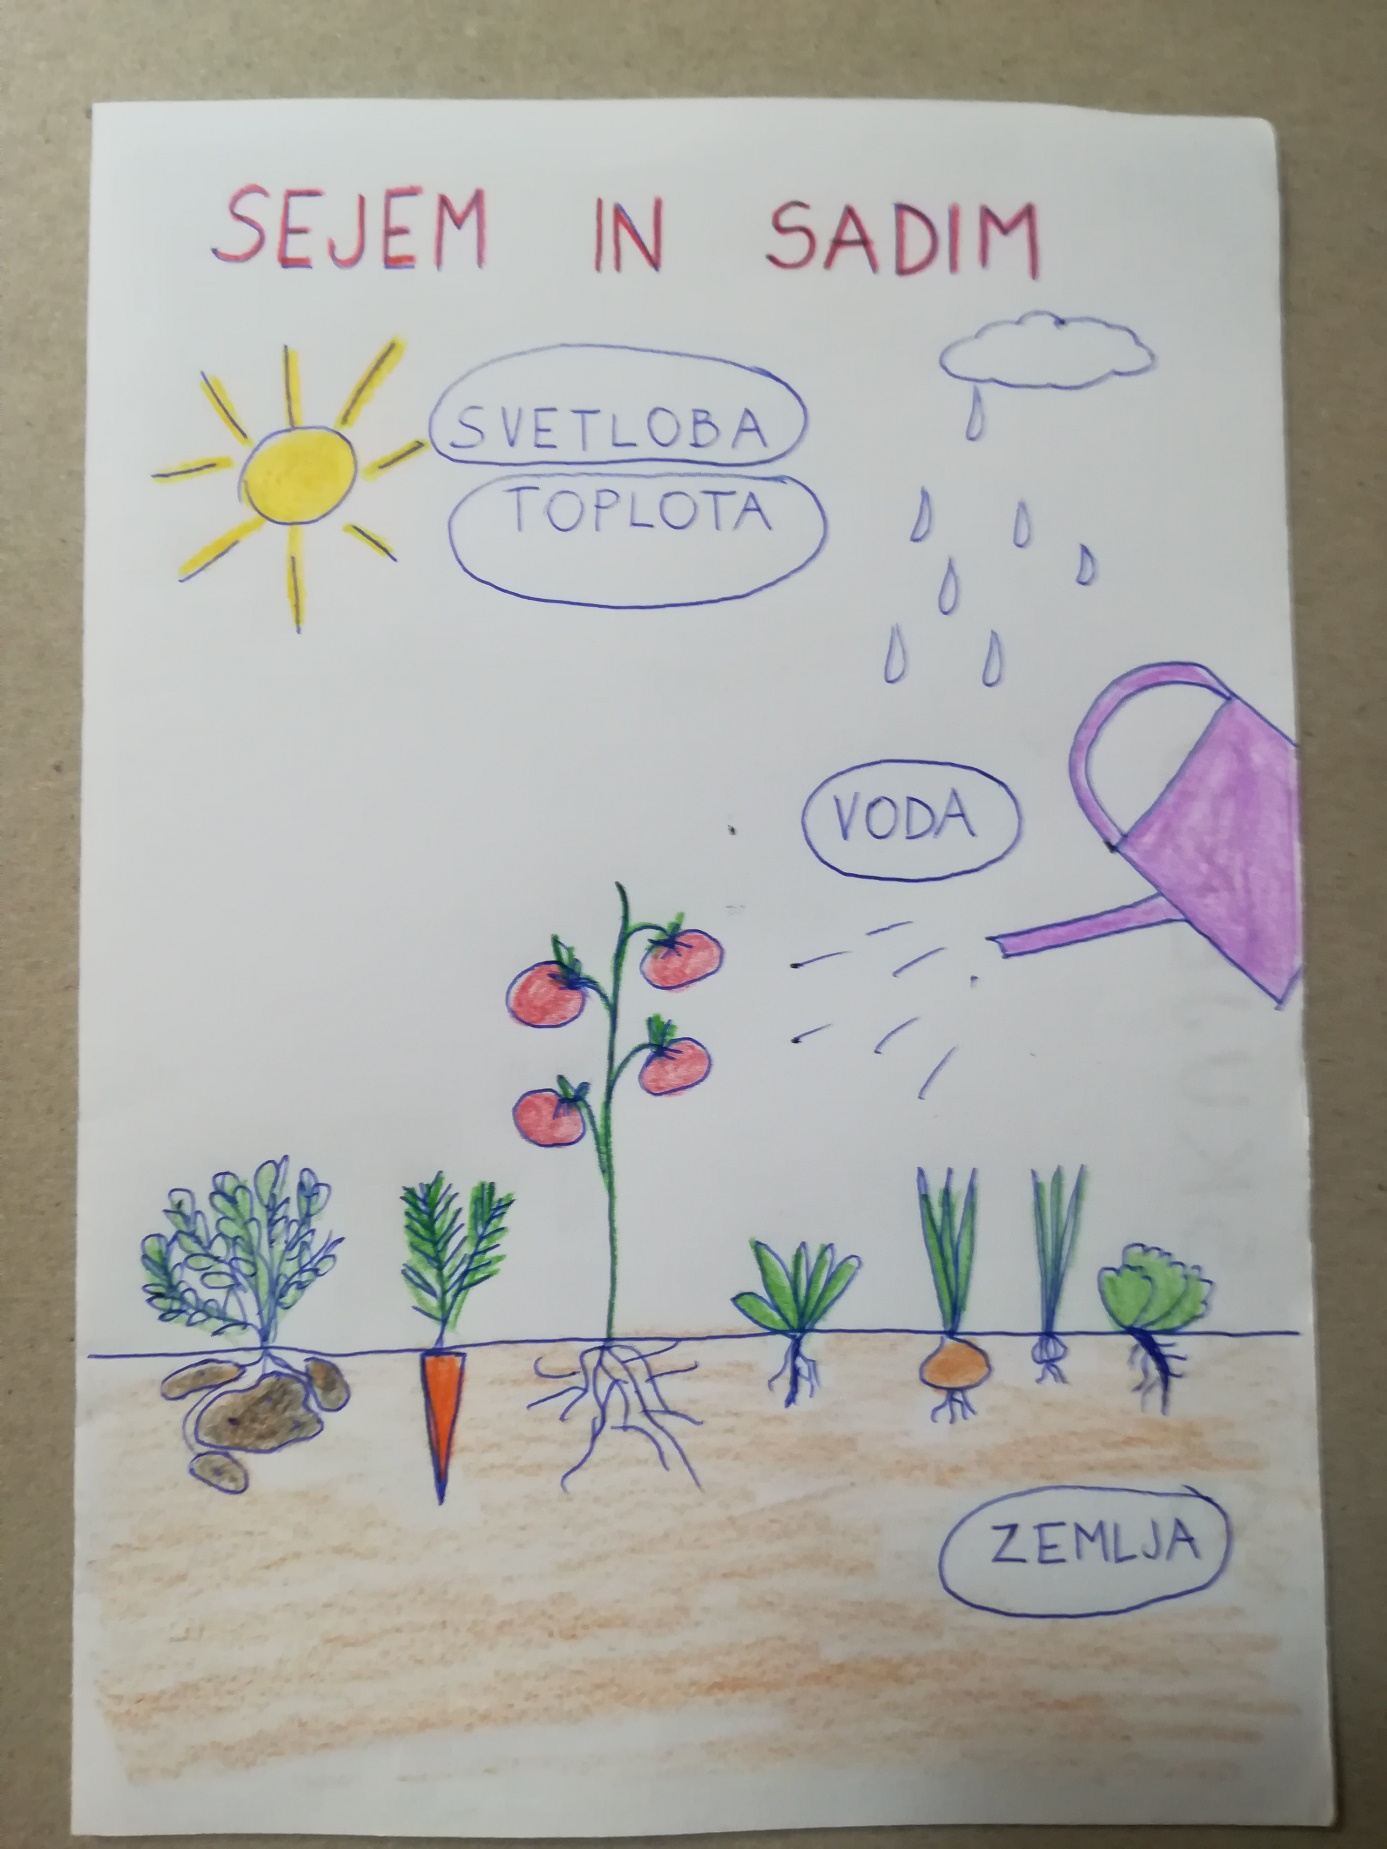 SEJEM IN SADIM
SVETLOBA
TOPLOTA
VODA
ZEMLJA